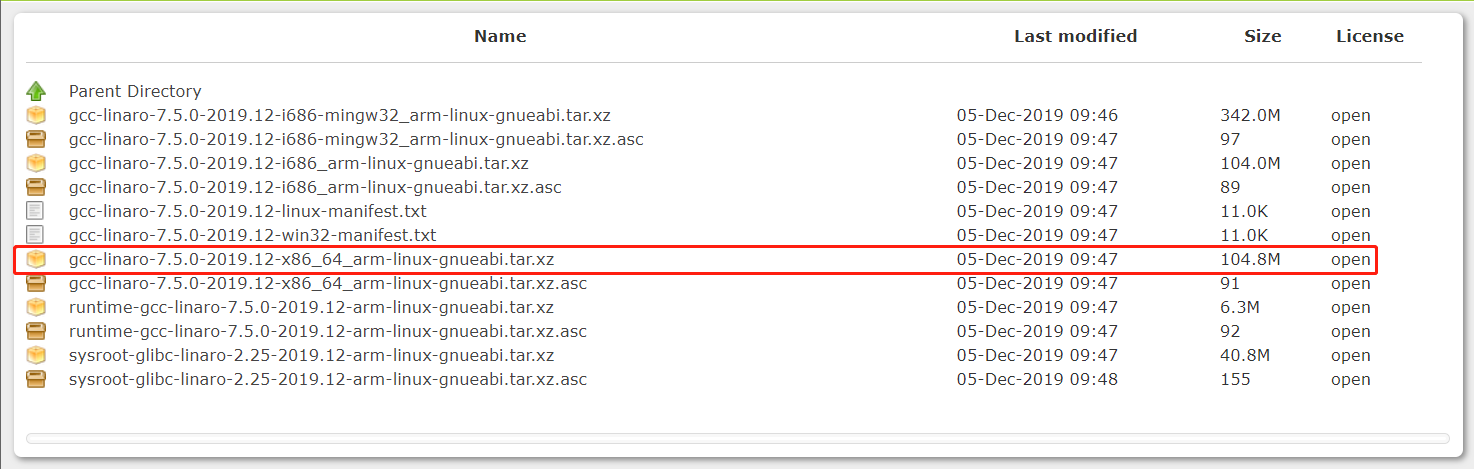 Name Last modified Size License
Parent Directory
gcc-linaro-7.5.0-2019.12-i686-mingw32_arm-linux-gnueabi.tar.xz 05-Dec-2019 09:46 342.0M open
gcc-linaro-7.5.0-2019.12-i686-mingw32_arm-linux-gnueabi.tar.xz.asc 05-Dec-2019 09:47 97 open
gcc-linaro-7.5.0-2019.12-i686_arm-linux-gnueabi.tar.xz 05-Dec-2019 09:47 104.0M open
gcc-linaro-7.5.0-2019.12-i686_arm-linux-gnueabi.tar.xz.asc 05-Dec-2019 09:47 89 open
gcc-linaro-7.5.0-2019.12-linux-manifest.txt 05-Dec-2019 09:47 11.0K open
gcc-linaro-7.5.0-2019.12-win32-manifest.txt 05-Dec-2019 09:47 11.0K open
gcc-linaro-7.5.0-2019.12-x86_64_arm-linux-gnueabi.tar.xz 05-Dec-2019 09:47 104.8M open
gcc-linaro-7.5.0-2019.12-x86_64_arm-linux-gnueabi.tar.xz.asc 05-Dec-2019 09:47 91 open
runtime-gcc-linaro-7.5.0-2019.12-arm-linux-gnueabi.tar.xz 05-Dec-2019 09:47 6.3M open
runtime-gcc-linaro-7.5.0-2019.12-arm-linux-gnueabi.tar.xz.asc 05-Dec-2019 09:47 92 open
sysroot-glibc-linaro-2.25-2019.12-arm-linux-gnueabi.tar.xz 05-Dec-2019 09:47 40.8M open
sysroot-glibc-linaro-2.25-2019.12-arm-linux-gnueabi.tar.xz.asc 05-Dec-2019 09:48 155 open